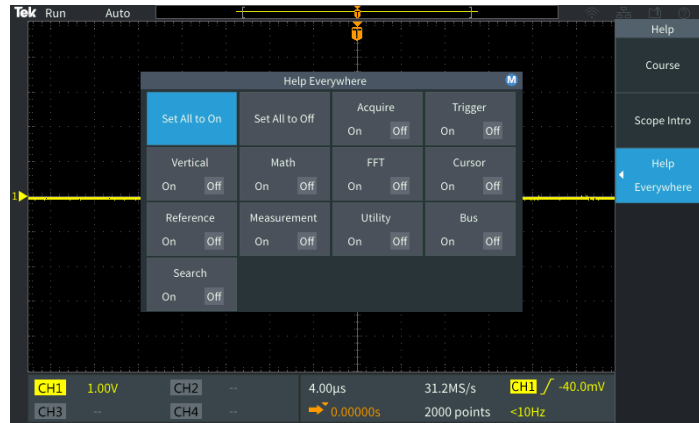 Tek Run Auto
T
Help
Help Everywhere M
Course
Set All to On Set All to Off Acquire Trigger
On Off On Off
Scope Intro
Vertical Math FFT Cursor
On Off On Off On Off On Off
Help
Everywhere
1
Reference Measurement Utility Bus
On Off On Off On Off On Off
Search
On Off
CH1 1.00V CH2 -- 4.00µs 31.2MS/s CH1 -40.0mV
CH3 -- CH4 -- 0.00000s 2000 points <10Hz